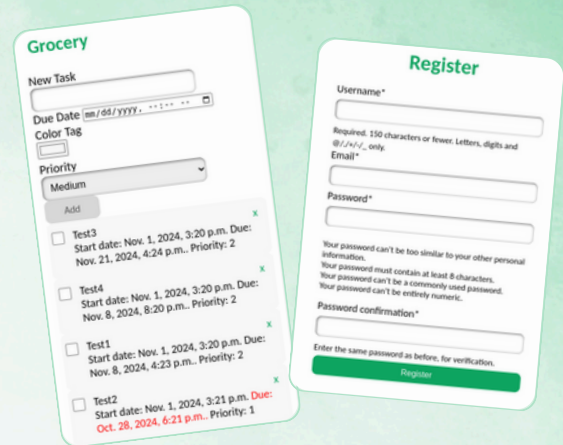 Grocery
New Task
Due Date mm/dd/yyyy, --:-- --
Color Tag
Priority
Medium
Add
Test3
x
Start date: Nov. 1, 2024, 3:20 p.m. Due:
Nov. 21, 2024, 4:24 p.m.. Priority: 2
Test4
x
Start date: Nov. 1, 2024, 3:20 p.m. Due:
Nov. 8, 2024, 8:20 p.m.. Priority: 2
Test1
x
Start date: Nov. 1, 2024, 3:20 p.m. Due:
Nov. 8, 2024, 4:23 p.m.. Priority: 2
Test2
x
Start date: Nov. 1, 2024, 3:21 p.m. Due:
Oct. 28, 2024, 6:21 p.m.. Priority: 1
Register
Username*
Required. 150 characters or fewer. Letters, digits and
@/./+/-/_ only.
Email*
Password*
Your password can't be too similar to your other personal
information.
Your password must contain at least 8 characters.
Your password can't be a commonly used password.
Your password can't be entirely numeric.
Password confirmation*
Enter the same password as before, for verification.
Register